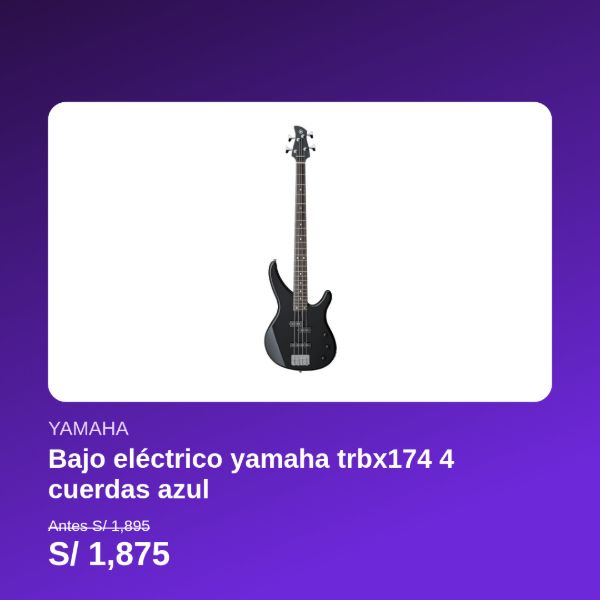 YAMAHA
Bajo eléctrico yamaha trbx174 4
cuerdas azul
Antes S/ 1,895
S/ 1,875